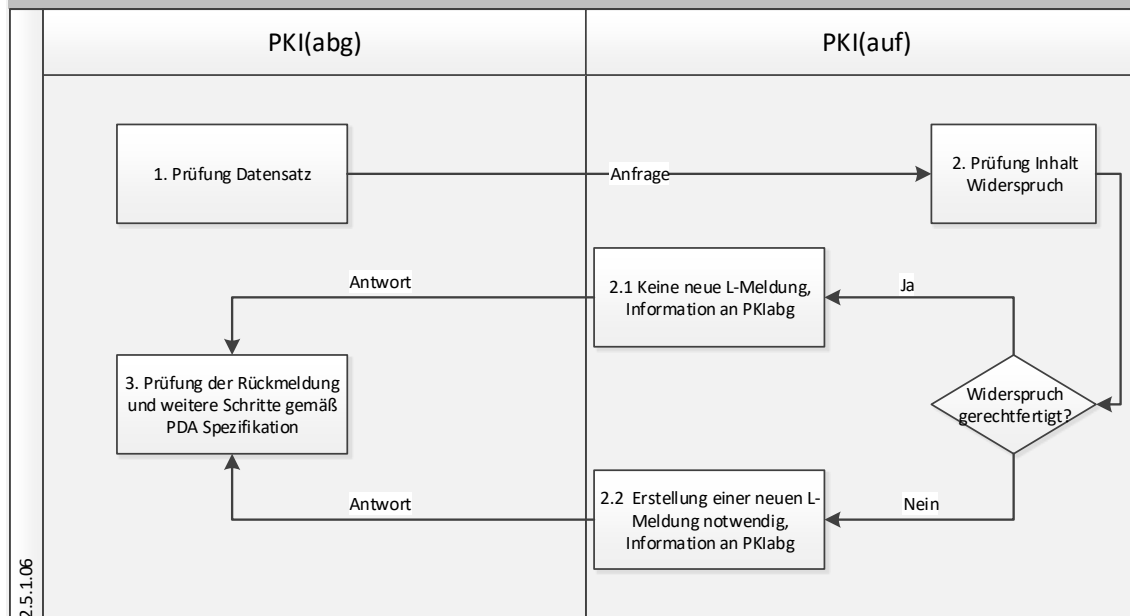 PKI(abg)
PKI(auf)
1. Prüfung Datensatz
Anfrage
2. Prüfung Inhalt
Widerspruch
2.1 Keine neue L-Meldung,
Information an PKIabg
Antwort
Ja
3. Prüfung der Rückmeldung
und weitere Schritte gemäß
PDA Spezifikation
Widerspruch
gerechtfertigt?
2.2 Erstellung einer neuen L-
Meldung notwendig,
Information an PKIabg
Antwort
Nein
2.5.1.06